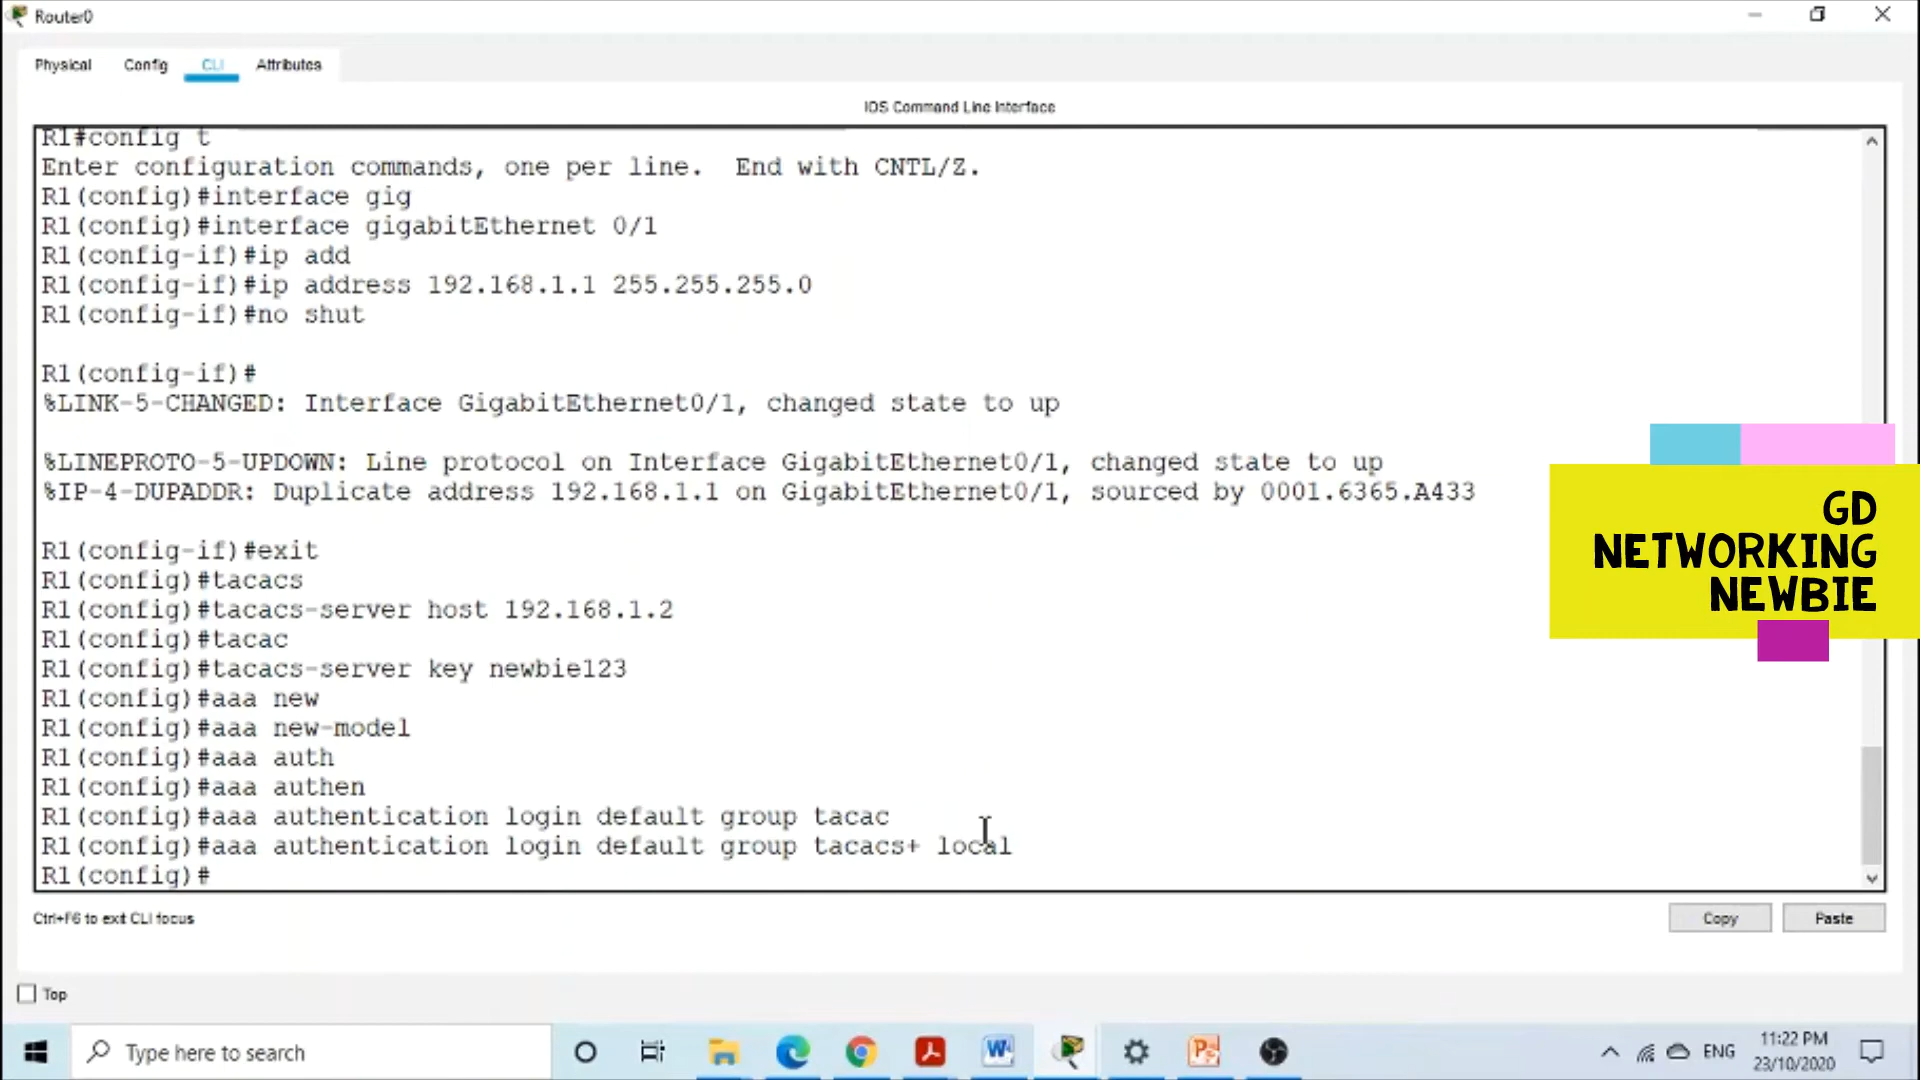 Router0
Physical
Config
CLI
Attributes
IOS Command Line Interface
R1#config t
Enter configuration commands, one per line.  End with CNTL/Z.
R1(config)#interface gig
R1(config)#interface gigabitEthernet 0/1
R1(config-if)#ip add
R1(config-if)#ip address 192.168.1.1 255.255.255.0
R1(config-if)#no shut
R1(config-if)#
%LINK-5-CHANGED: Interface GigabitEthernet0/1, changed state to up
%LINEPROTO-5-UPDOWN: Line protocol on Interface GigabitEthernet0/1, changed state to up
%IP-4-DUPADDR: Duplicate address 192.168.1.1 on GigabitEthernet0/1, sourced by 0001.6365.A433
R1(config-if)#exit
R1(config)#tacacs
R1(config)#tacacs-server host 192.168.1.2
R1(config)#tacac
R1(config)#tacacs-server key newbie123
R1(config)#aaa new
R1(config)#aaa new-model
R1(config)#aaa auth
R1(config)#aaa authen
R1(config)#aaa authentication login default group tacac
R1(config)#aaa authentication login default group tacacs+ local
R1(config)#
GD
NETWORKING
NEWBIE
Ctrl+F6 to exit CLI focus
Copy
Paste
Top
Type here to search
ENG
11:22 PM
23/10/2020